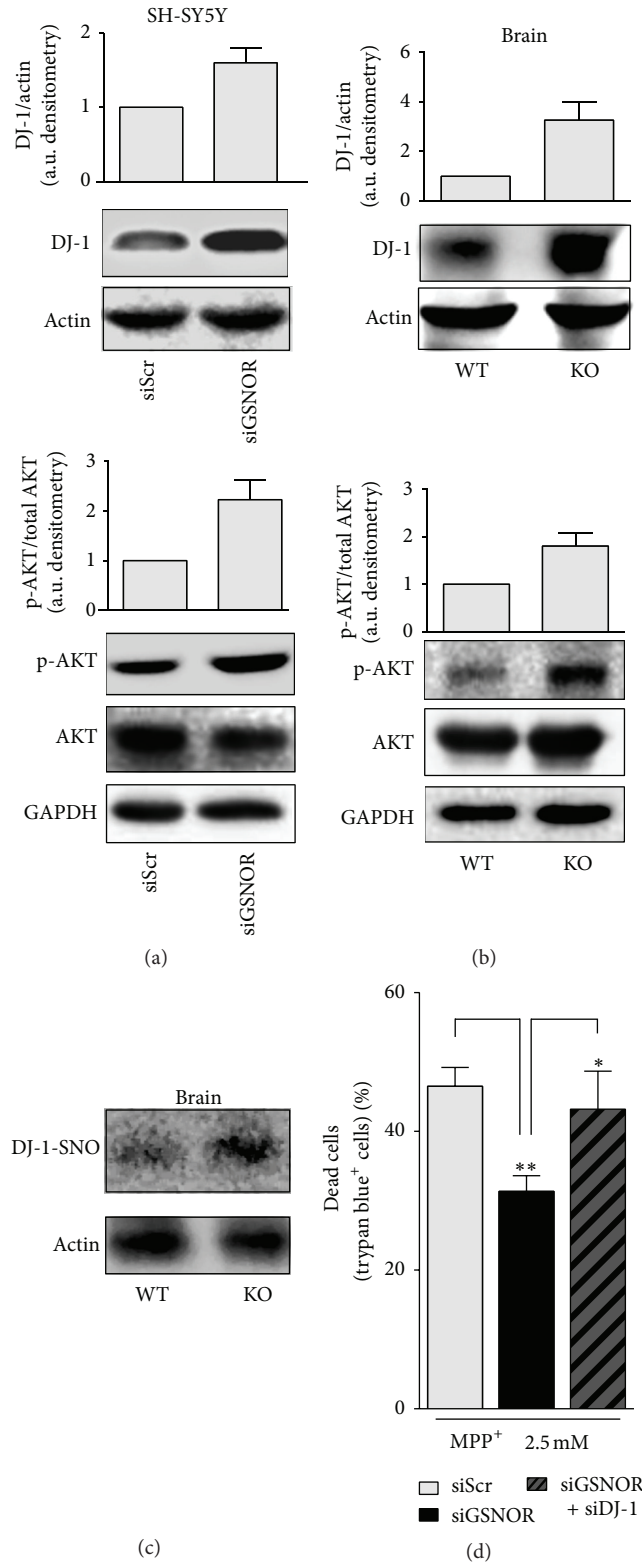 SH-SY5Y
DJ-1/actin
(a.u. densitometry)
2
1
0
DJ-1
Actin
siScr
siGSNOR
p-AKT/total AKT
(a.u. densitometry)
3
2
1
0
p-AKT
AKT
GAPDH
siScr
siGSNOR
(a)
Brain
DJ-1/actin
(a.u. densitometry)
6
4
2
0
DJ-1
Actin
WT KO
p-AKT/total AKT
(a.u. densitometry)
3
2
1
0
p-AKT
AKT
GAPDH
WT KO
(b)
Brain
DJ-1-SNO
Actin
WT KO
(c)
Dead cells
(trypan blue⁺ cells) (%)
60
40
20
0
**
*
MPP⁺ 2.5 mM
siScr
siGSNOR
siGSNOR
+ siDJ-1
(d)